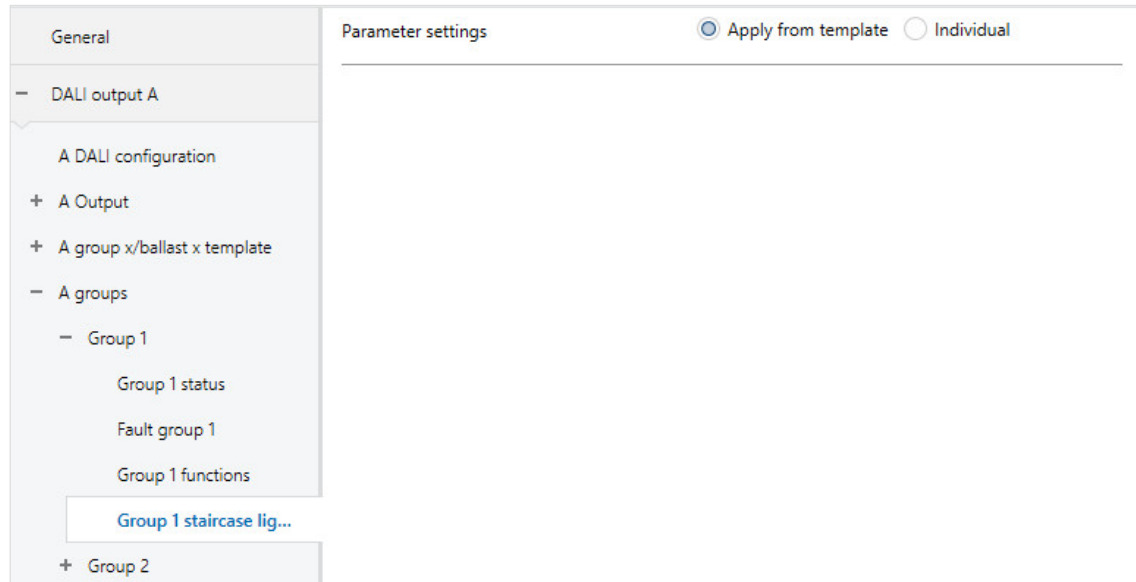 General
Parameter settings
Apply from template
Individual
− DALI output A
A DALI configuration
+ A Output
+ A group x/ballast x template
− A groups
− Group 1
Group 1 status
Fault group 1
Group 1 functions
Group 1 staircase lig...
+ Group 2